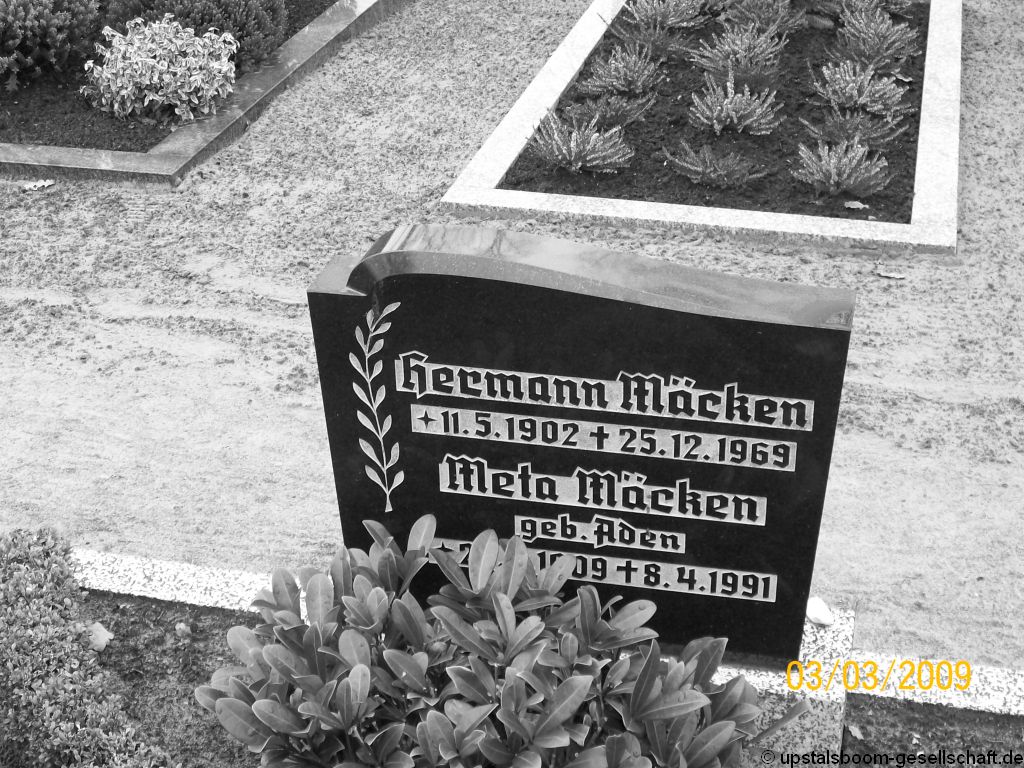 Hermann Mäcken
11.5.1902 † 25.12.1969
Meta Mäcken
geb. Aden
† 8.4.1991
03/03/2009
© upstalsboom-gesellschaft.de